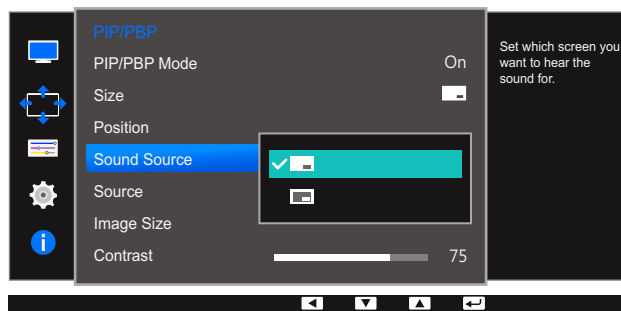 PIP/PBP
PIP/PBP Mode On
Size
Position
Sound Source
Source
Image Size
Contrast 75
Set which screen you
want to hear the
sound for.